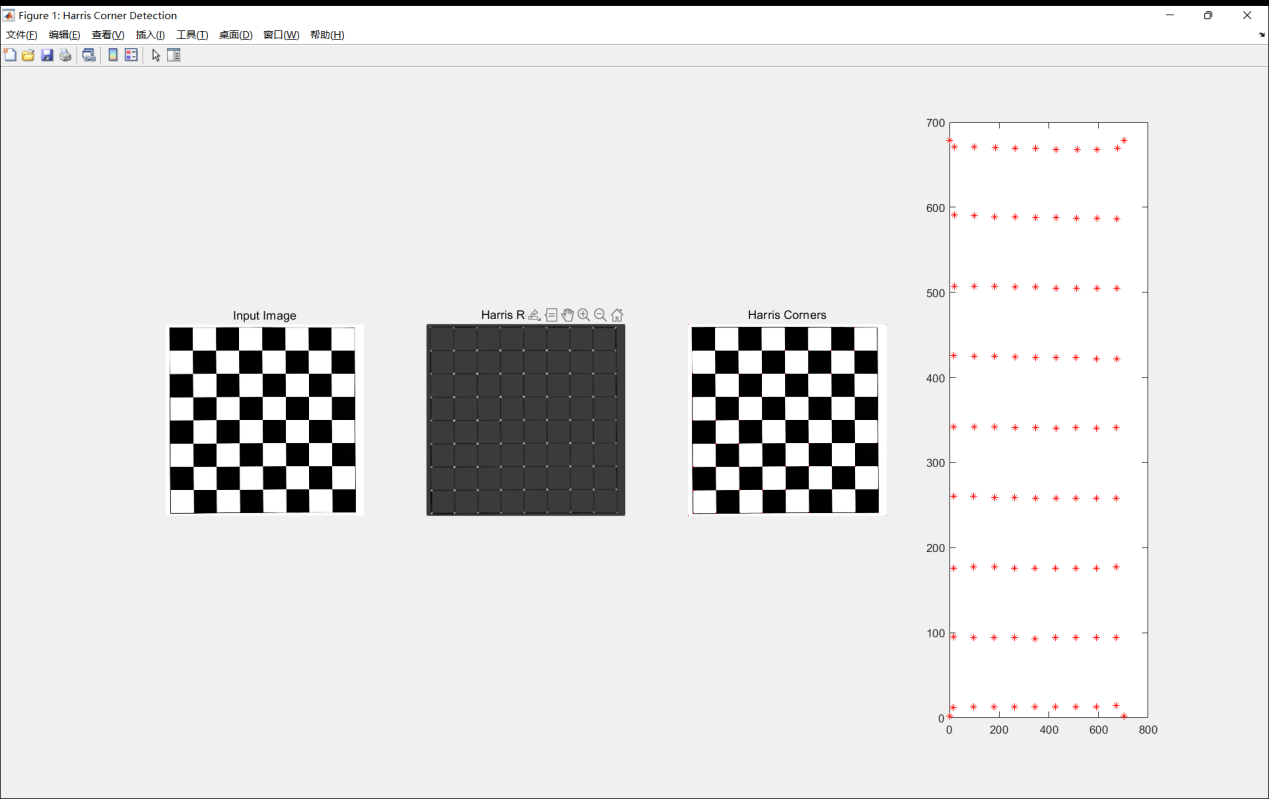 Figure 1: Harris Corner Detection
文件(F) 编辑(E) 查看(V) 插入(I) 工具(T) 桌面(D) 窗口(W) 帮助(H)
Input Image
Harris R
Harris Corners
700
600
500
400
300
200
100
0
0 200 400 600 800